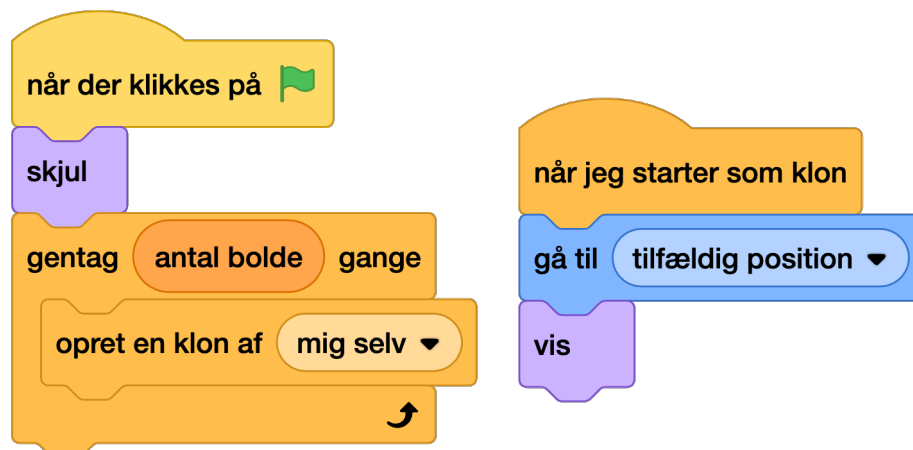 når der klikkes på
skjul
gentag antal bolde gange
opret en klon af mig selv
når jeg starter som klon
gå til tilfældig position
vis